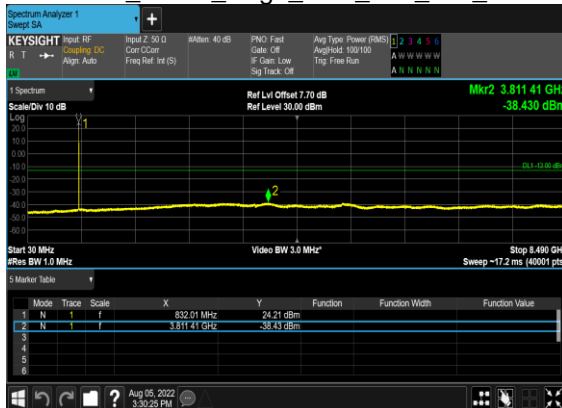 Spectrum Analyzer 1
Swept SA
KEYSIGHT Input: RF Input Z: 50 Ω #Atten: 40 dB PNO: Fast Avg Type: Power (RMS) 1 2 3 4 5 6
R T Coupling: DC Corr CCorr Gate: Off Avg|Hold: 100/100 A W W W W W
Align: Auto Freq Ref: Int (S) IF Gain: Low Trig: Free Run
Sig Track: Off A N N N N N
1 Spectrum Ref Lvl Offset 7.70 dB Mkr2 3.811 41 GHz
Scale/Div 10 dB Ref Level 30.00 dBm -38.430 dBm
Log
20.0 1
10.0
0.00
-10.0 DL1 -13.00 dBm
-20.0
-30.0 2
-40.0
-50.0
-60.0
Start 30 MHz Video BW 3.0 MHz* Stop 8.490 GH
#Res BW 1.0 MHz Sweep ~17.2 ms (40001 pts
5 Marker Table
Mode Trace Scale X Y Function Function Width Function Value
1 N 1 f 832.01 MHz 24.21 dBm
2 N 1 f 3.811 41 GHz -38.43 dBm
3
4
5
6
? Aug 05, 2022
3:30:25 PM